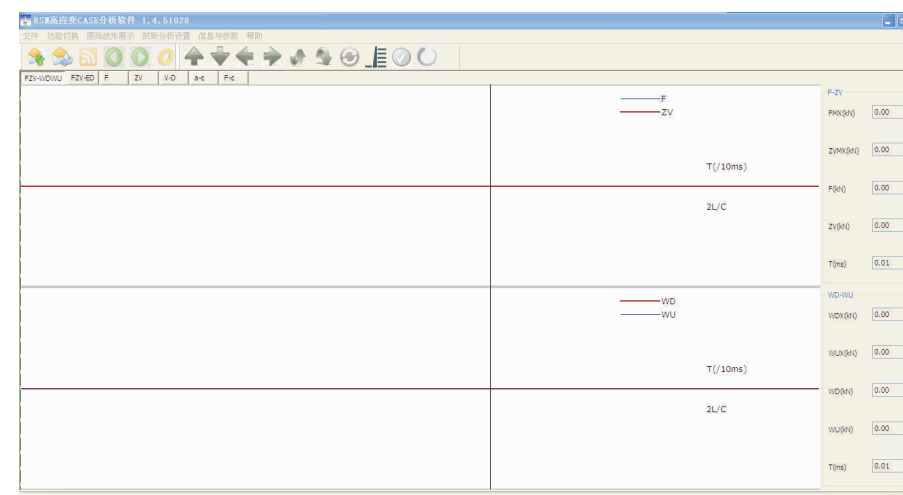 RSM高应变CASE分析软件 1.4.51028
文件 功能切换 原始波形展示 前期分析设置 信息与参数 帮助
FZV-WDWU FZV-ED F ZV V-D a-ε F-ε
F
ZV
T(/10ms)
2L/C
WD
WU
T(/10ms)
2L/C
F-ZV
FMX(kN) 0.00
ZVMX(kN) 0.00
F(kN) 0.00
ZV(kN) 0.00
T(ms) 0.01
WD-WU
WDX(kN) 0.00
WUX(kN) 0.00
WD(kN) 0.00
WU(kN) 0.00
T(ms) 0.01